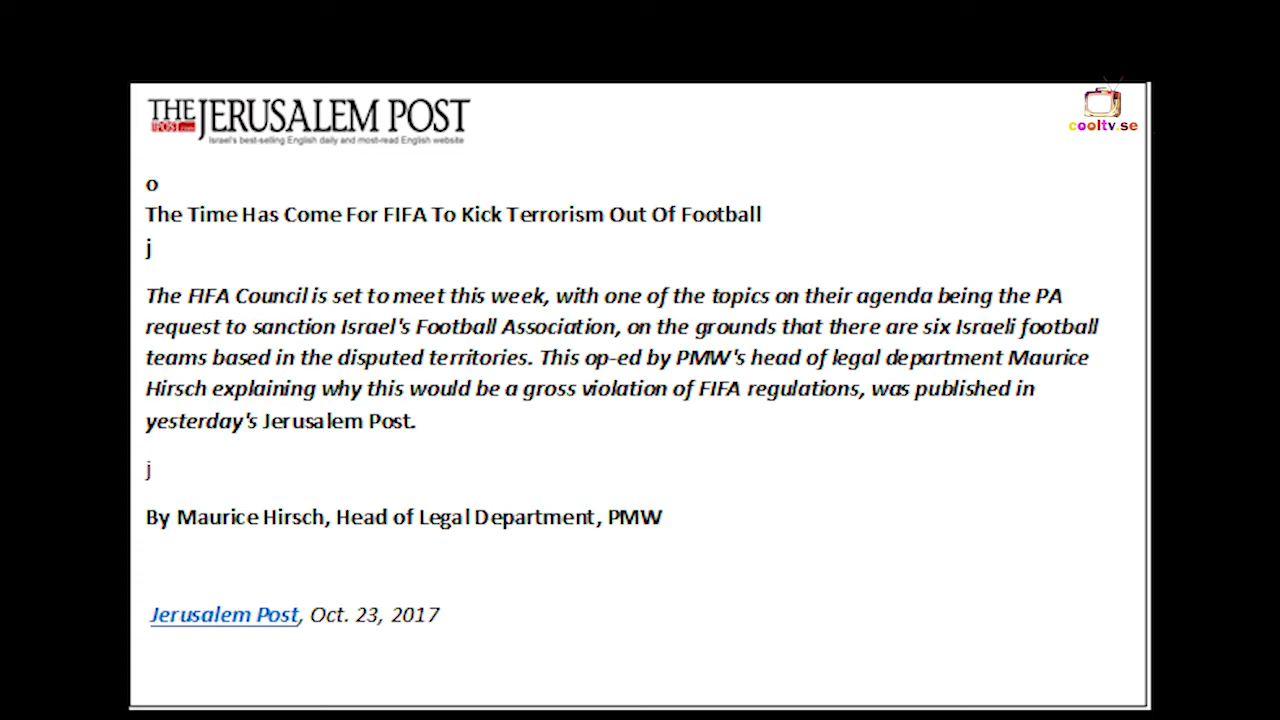 THE JERUSALEM POST
cooltv.se
Israel's best-selling English daily and most-read English website
o
The Time Has Come For FIFA To Kick Terrorism Out Of Football
j
The FIFA Council is set to meet this week, with one of the topics on their agenda being the PA
request to sanction Israel's Football Association, on the grounds that there are six Israeli football
teams based in the disputed territories. This op-ed by PMW's head of legal department Maurice
Hirsch explaining why this would be a gross violation of FIFA regulations, was published in
yesterday's Jerusalem Post.
j
By Maurice Hirsch, Head of Legal Department, PMW
Jerusalem Post, Oct. 23, 2017